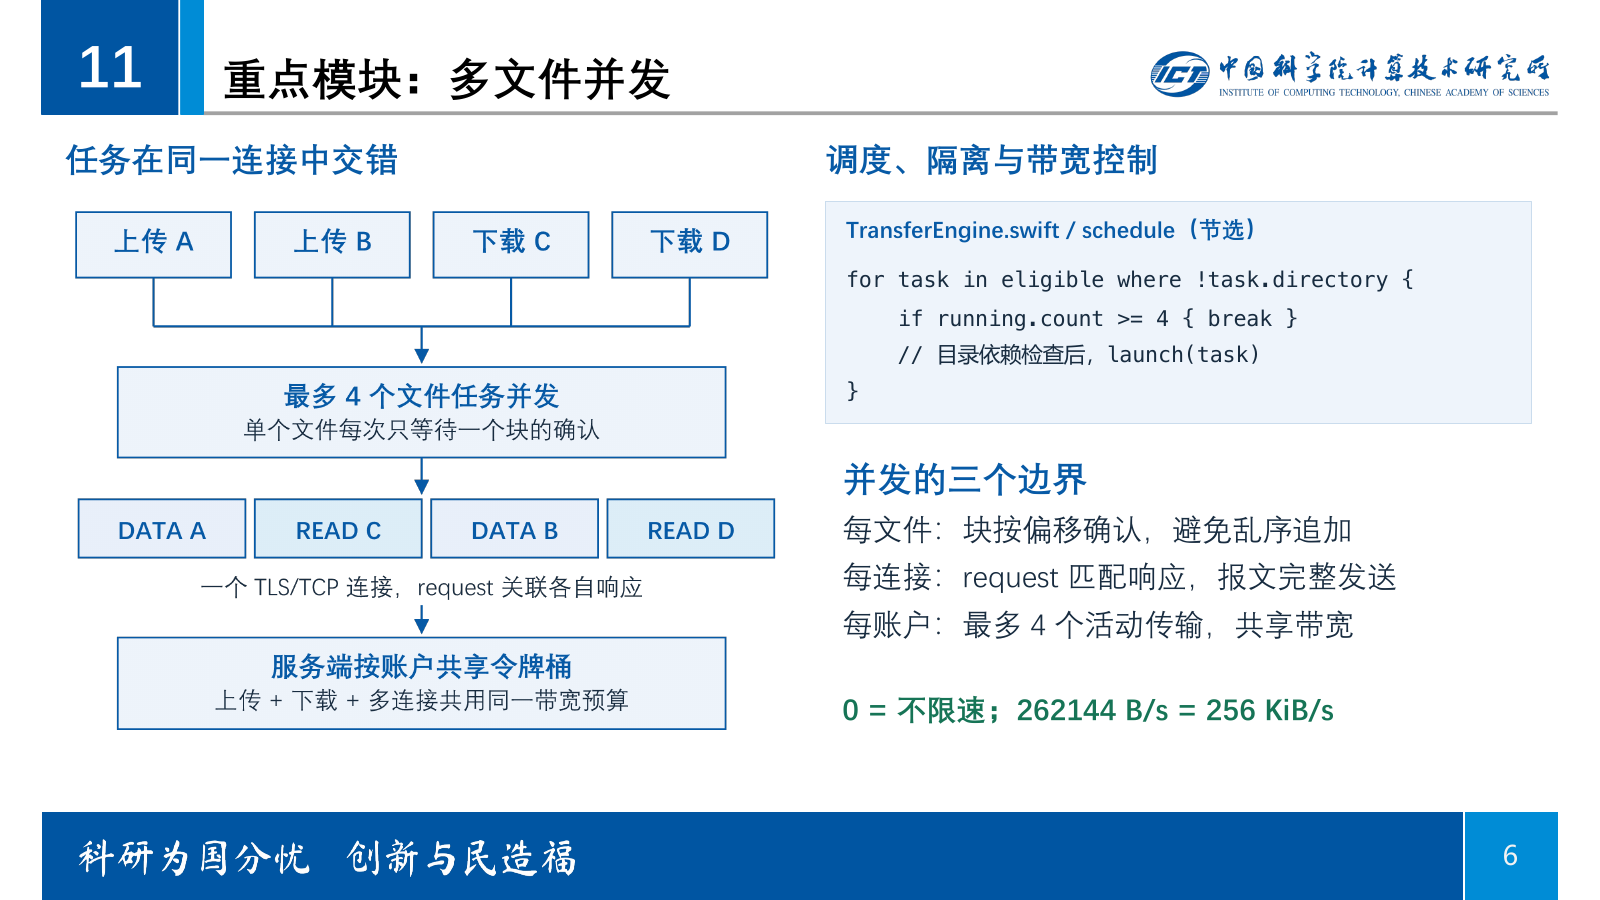 11
重点模块：多文件并发
ICT 中国科学院计算技术研究所
INSTITUTE OF COMPUTING TECHNOLOGY, CHINESE ACADEMY OF SCIENCES
任务在同一连接中交错
上传 A
上传 B
下载 C
下载 D
最多 4 个文件任务并发
单个文件每次只等待一个块的确认
DATA A
READ C
DATA B
READ D
一个 TLS/TCP 连接，request 关联各自响应
服务端按账户共享令牌桶
上传 + 下载 + 多连接共用同一带宽预算
调度、隔离与带宽控制
TransferEngine.swift / schedule（节选）
for task in eligible where !task.directory {
    if running.count >= 4 { break }
    // 目录依赖检查后，launch(task)
}
并发的三个边界
每文件：块按偏移确认，避免乱序追加
每连接：request 匹配响应，报文完整发送
每账户：最多 4 个活动传输，共享带宽
0 = 不限速；262144 B/s = 256 KiB/s
科研为国分忧 创新与民造福
6